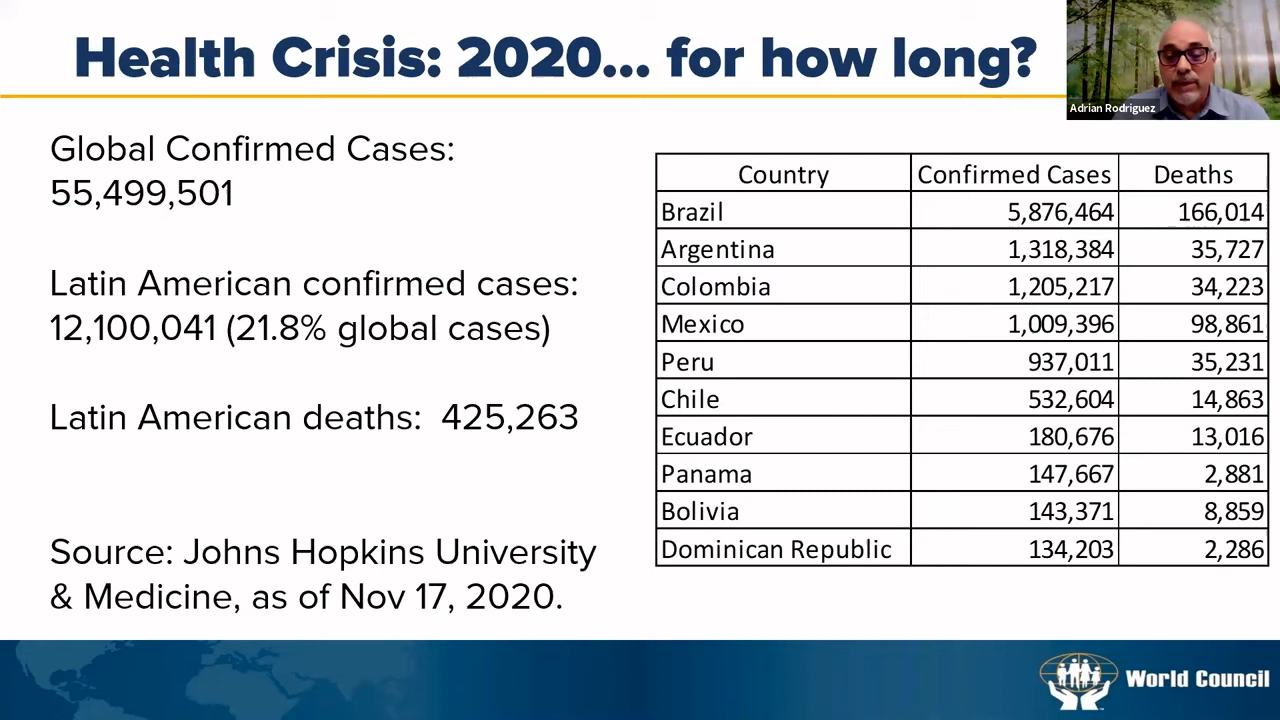 Health Crisis: 2020... for how long?
Adrian Rodriguez
Global Confirmed Cases:
55,499,501
Latin American confirmed cases:
12,100,041 (21.8% global cases)
Latin American deaths: 425,263
Source: Johns Hopkins University
& Medicine, as of Nov 17, 2020.
Country Confirmed Cases Deaths
Brazil 5,876,464 166,014
Argentina 1,318,384 35,727
Colombia 1,205,217 34,223
Mexico 1,009,396 98,861
Peru 937,011 35,231
Chile 532,604 14,863
Ecuador 180,676 13,016
Panama 147,667 2,881
Bolivia 143,371 8,859
Dominican Republic 134,203 2,286
World Council